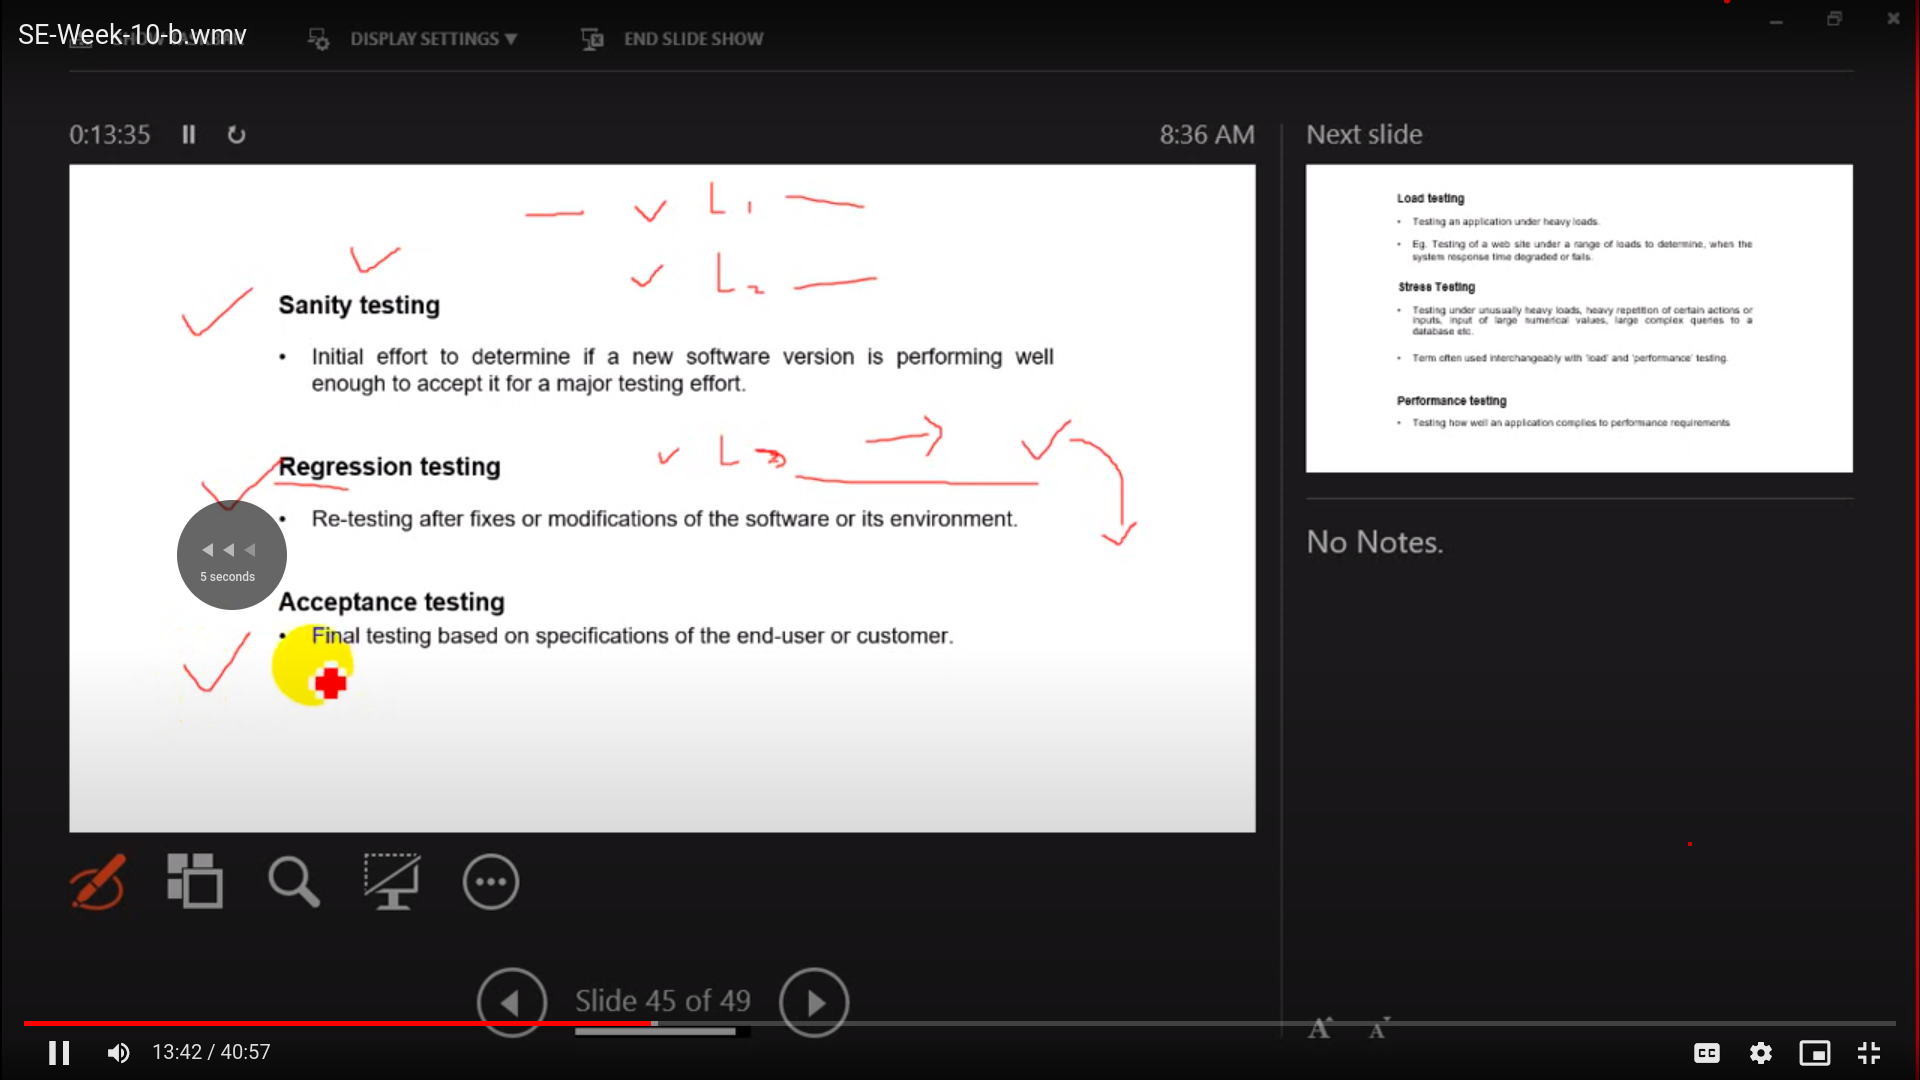 SE-Week-10-b.wmv
DISPLAY SETTINGS ▼
END SLIDE SHOW
0:13:35
8:36 AM
Next slide
L1
L2
Sanity testing
• Initial effort to determine if a new software version is performing well
enough to accept it for a major testing effort.
L3
Regression testing
• Re-testing after fixes or modifications of the software or its environment.
5 seconds
Acceptance testing
• Final testing based on specifications of the end-user or customer.
Load testing
• Testing an application under heavy loads.
• Eg. Testing of a web site under a range of loads to determine, when the
system response time degraded or fails.
Stress Testing
• Testing under unusually heavy loads, heavy repetition of certain actions or
inputs, input of large numerical values, large complex queries to a
database etc.
• Term often used interchangeably with 'load' and 'performance' testing.
Performance testing
• Testing how well an application complies to performance requirements
No Notes.
Slide 45 of 49
A A
13:42 / 40:57
CC